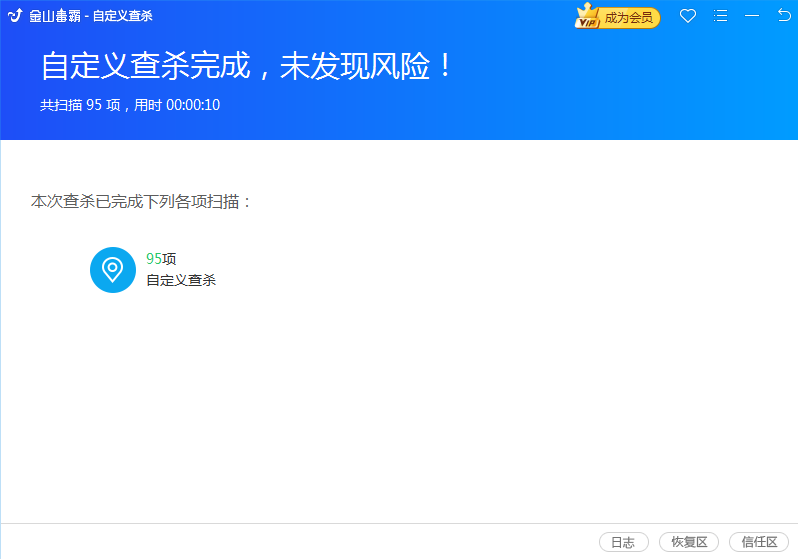 金山毒霸 - 自定义查杀
VIP 成为会员
自定义查杀完成，未发现风险！
共扫描 95 项，用时 00:00:10
本次查杀已完成下列各项扫描：
95项
自定义查杀
日志 恢复区 信任区